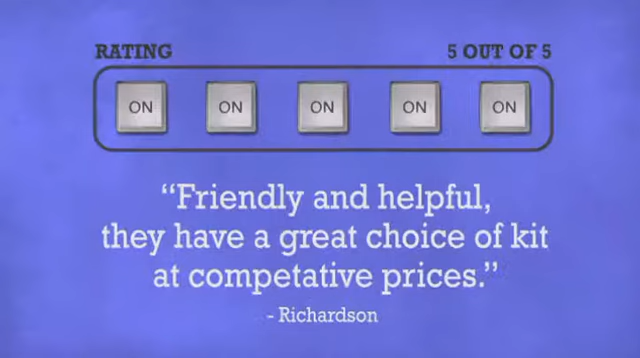 RATING 5 OUT OF 5
ON ON ON ON ON
“Friendly and helpful,
they have a great choice of kit
at competative prices.”
- Richardson